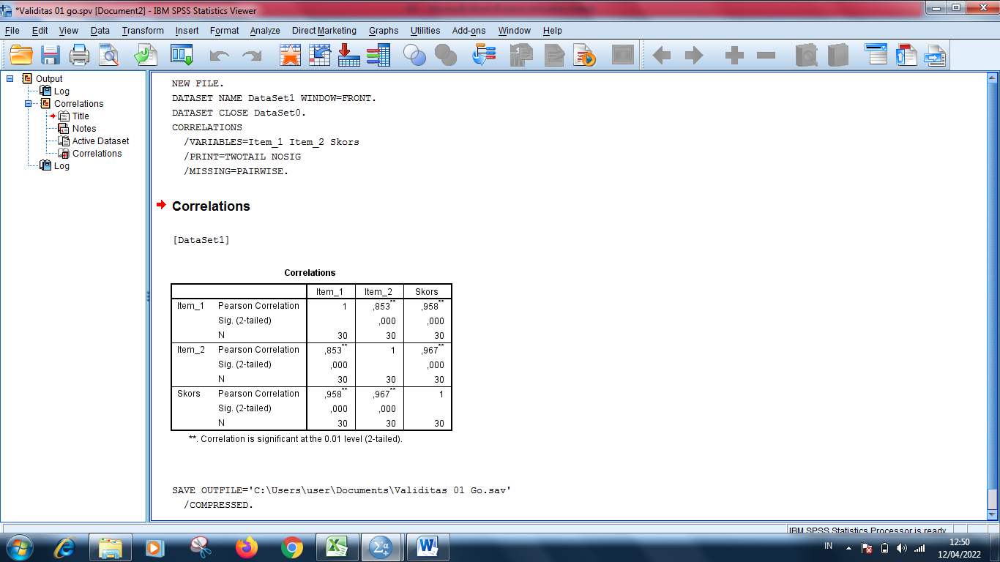 *Validitas 01 go.spv [Document2] - IBM SPSS Statistics Viewer
File Edit View Data Transform Insert Format Analyze Direct Marketing Graphs Utilities Add-ons Window Help
Output
Log
Correlations
Title
Notes
Active Dataset
Correlations
Log
NEW FILE.
DATASET NAME DataSet1 WINDOW=FRONT.
DATASET CLOSE DataSet0.
CORRELATIONS
/VARIABLES=Item_1 Item_2 Skors
/PRINT=TWOTAIL NOSIG
/MISSING=PAIRWISE.
Correlations
[DataSet1]
Correlations
Item_1 Item_2 Skors
Item_1 Pearson Correlation 1 ,853** ,958**
Sig. (2-tailed) ,000 ,000
N 30 30 30
Item_2 Pearson Correlation ,853** 1 ,967**
Sig. (2-tailed) ,000 ,000
N 30 30 30
Skors Pearson Correlation ,958** ,967** 1
Sig. (2-tailed) ,000 ,000
N 30 30 30
**. Correlation is significant at the 0.01 level (2-tailed).
SAVE OUTFILE='C:\Users\user\Documents\Validitas 01 Go.sav'
/COMPRESSED.
IBM SPSS Statistics Processor is ready
IN
12:50
12/04/2022